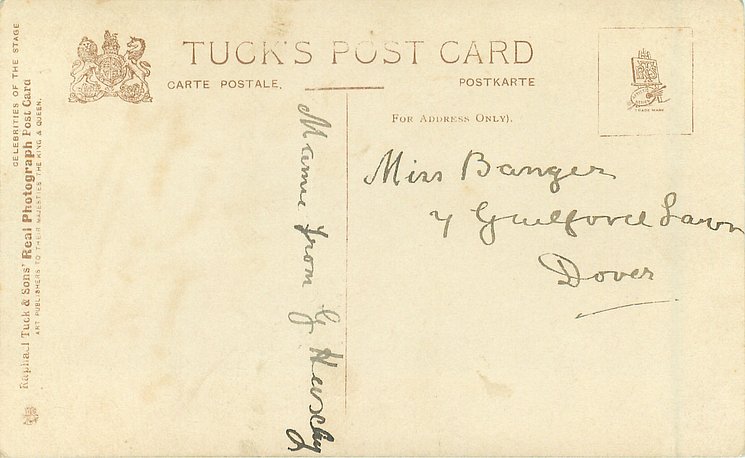 TUCK'S POST CARD
CARTE POSTALE.
POSTKARTE
FOR ADDRESS ONLY).
TRADE MARK
CELEBRITIES OF THE STAGE
Raphael Tuck & Sons' Real Photograph Post Card
ART PUBLISHERS TO THEIR MAJESTIES THE KING & QUEEN.
Mamie from G
Miss Banger
7 Guilford Lawn
Dover